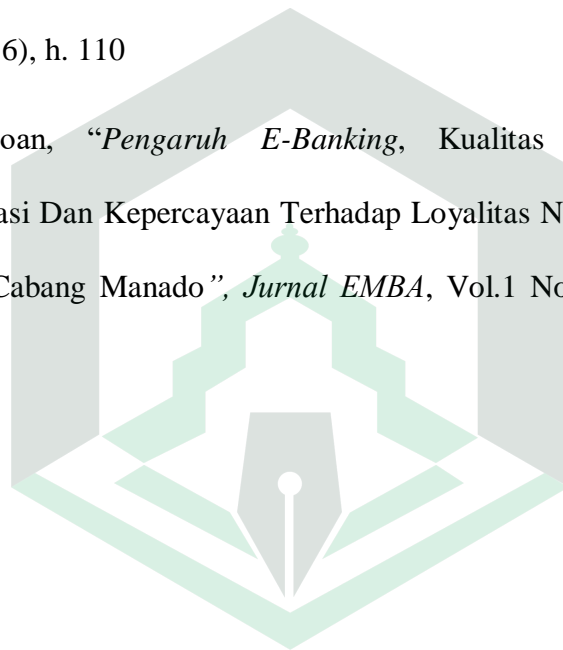 6), h. 110
oan, “Pengaruh E-Banking, Kualitas
asi Dan Kepercayaan Terhadap Loyalitas N
Cabang Manado”, Jurnal EMBA, Vol.1 No